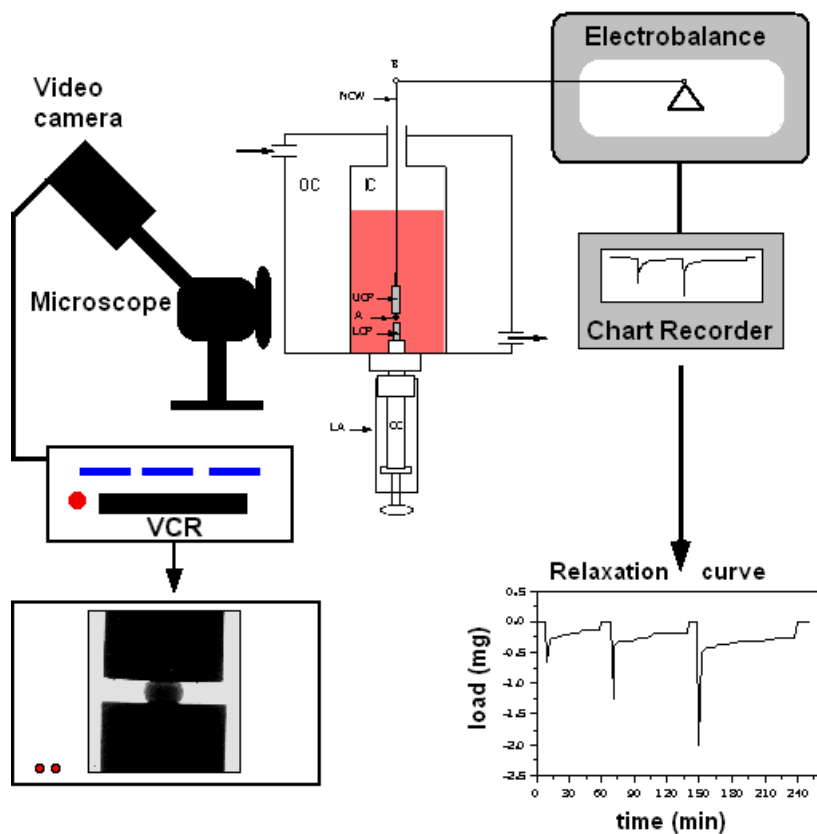 Electrobalance
Video
camera
B
NCW
OC
IC
Microscope
UCP
A
LCP
Chart Recorder
LA
CC
VCR
Relaxation curve
load (mg)
0.5
0.0
-0.5
-1.0
-1.5
-2.0
-2.5
0 30 60 90 120 150 180 210 240
time (min)